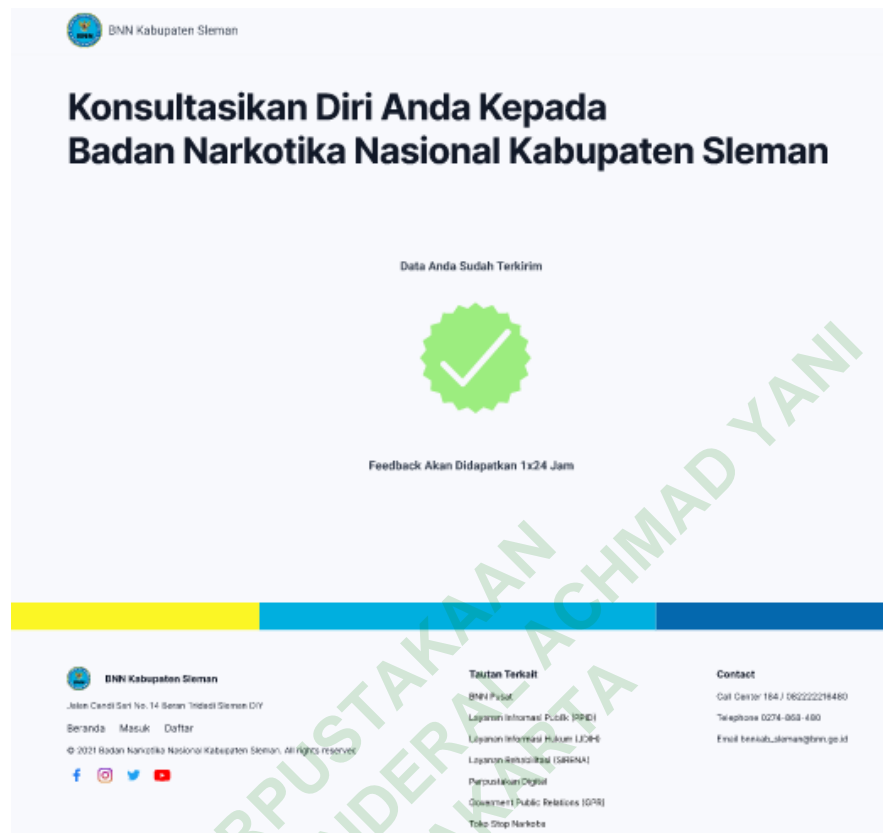 BNN Kabupaten Sleman
Konsultasikan Diri Anda Kepada
Badan Narkotika Nasional Kabupaten Sleman
Data Anda Sudah Terkirim
Feedback Akan Didapatkan 1x24 Jam
BNN Kabupaten Sleman
Jalan Candi Sari No. 14 Beran Tridadi Sleman DIY
Beranda Masuk Daftar
© 2021 Badan Narkotika Nasional Kabupaten Sleman. All rights reserved
Tautan Terkait
BNN Pusat
Layanan Informasi Publik (PPID)
Layanan Informasi Hukum (JDIH)
Layanan Rehabilitasi (SIRENA)
Perpustakan Digital
Goverment Public Relations (GPR)
Toko Stop Narkoba
Contact
Call Center 184 / 082222216480
Telephone 0274-868-480
Email bnnkab_sleman@bnn.go.id
ACHMAD YANI